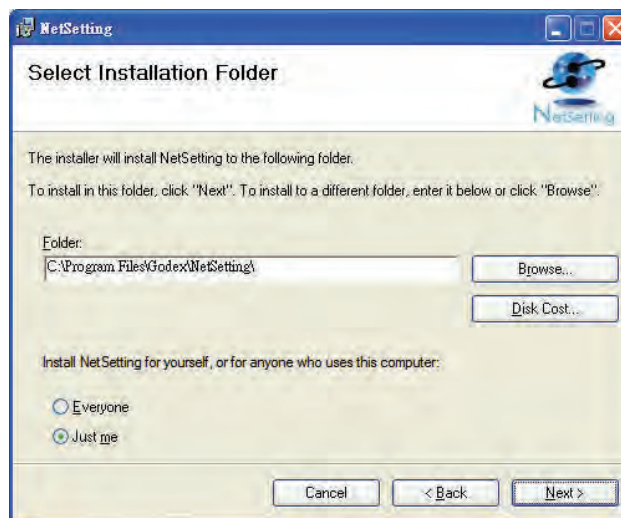 NetSetting
Select Installation Folder
NetSetting
The installer will install NetSetting to the following folder.
To install in this folder, click "Next". To install to a different folder, enter it below or click "Browse".
Folder:
C:\Program Files\Godex\NetSetting\
Browse...
Disk Cost...
Install NetSetting for yourself, or for anyone who uses this computer:
Everyone
Just me
Cancel
< Back
Next >